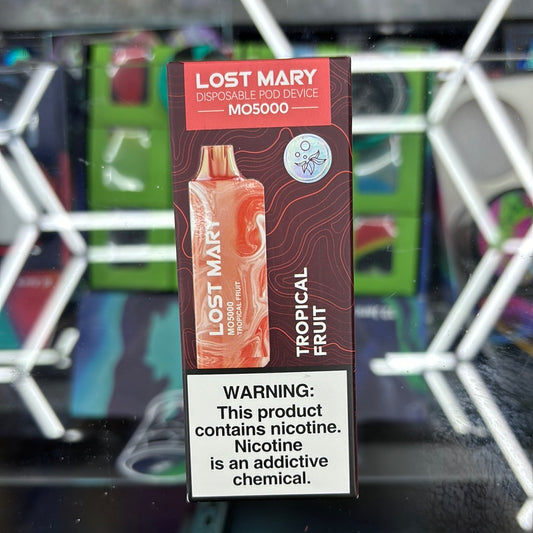 LOST MARY
DISPOSABLE POD DEVICE
MO5000
LOST MARY
MO5000
TROPICAL FRUIT
TROPICAL
FRUIT
WARNING:
This product
contains nicotine.
Nicotine
is an addictive
chemical.